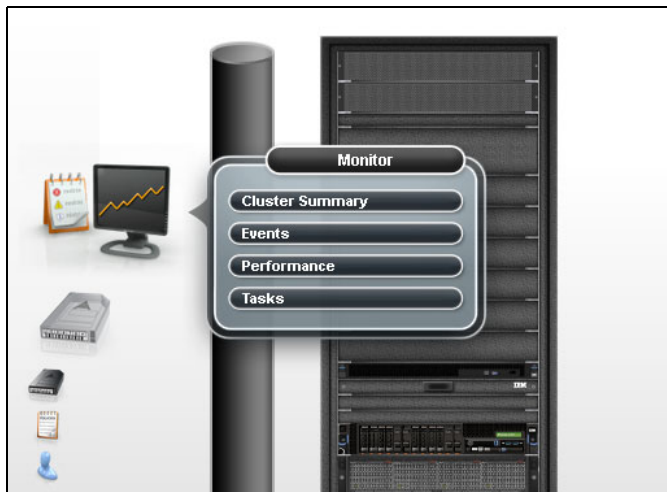 Monitor
Cluster Summary
Events
Performance
Tasks
IBM